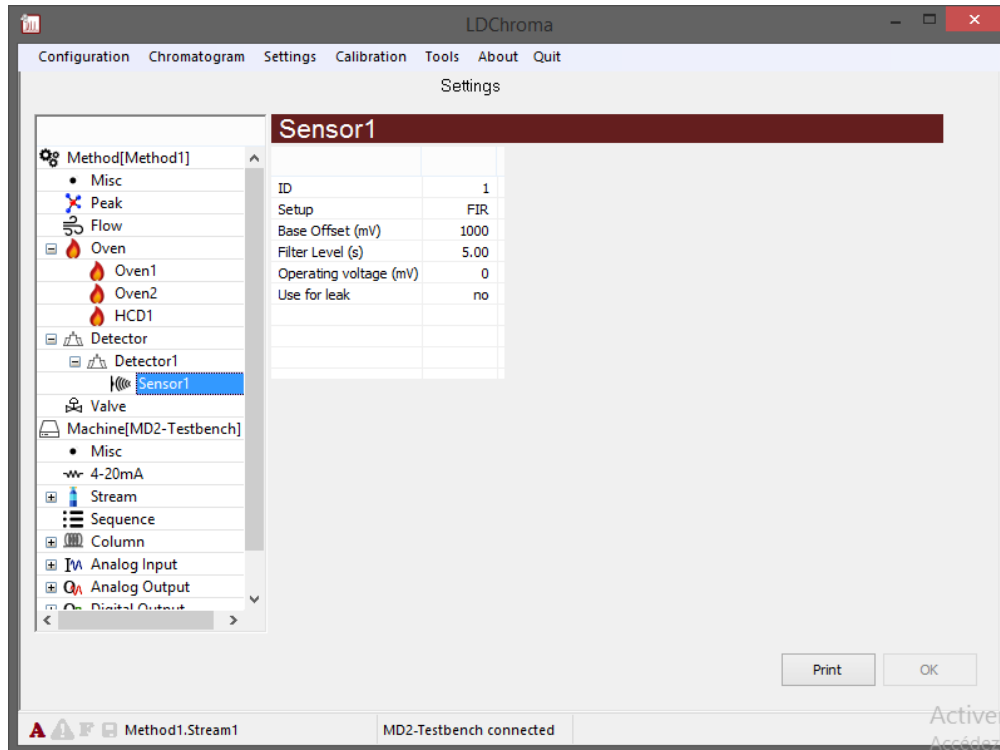 LDChroma
Configuration Chromatogram Settings Calibration Tools About Quit
Settings
Sensor1
Method[Method1]
Misc
Peak
Flow
Oven
Oven1
Oven2
HCD1
Detector
Detector1
Sensor1
Valve
Machine[MD2-Testbench]
Misc
4-20mA
Stream
Sequence
Column
Analog Input
Analog Output
Digital Output
ID 1
Setup FIR
Base Offset (mV) 1000
Filter Level (s) 5.00
Operating voltage (mV) 0
Use for leak no
Print OK
Method1.Stream1 MD2-Testbench connected
Activer
Accédez